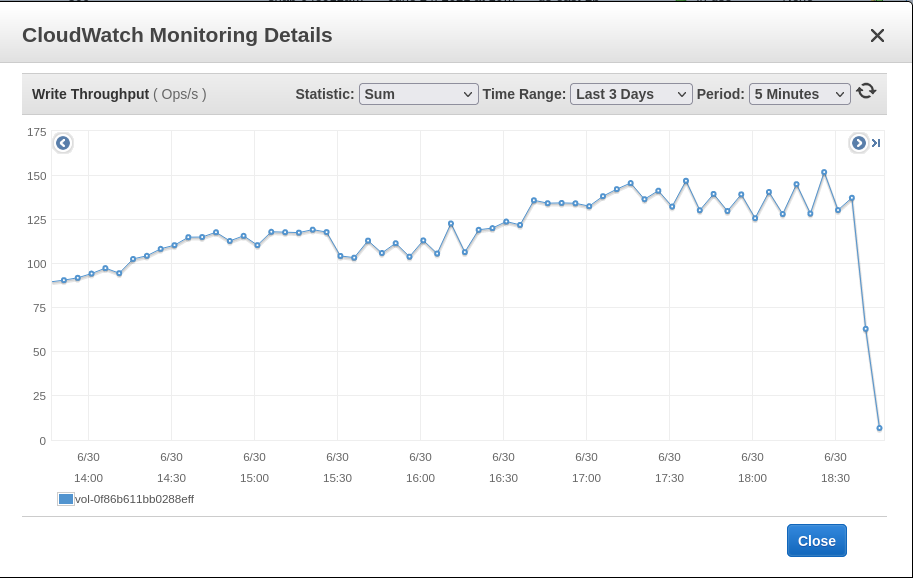 CloudWatch Monitoring Details
Write Throughput ( Ops/s )
Statistic: Sum Time Range: Last 3 Days Period: 5 Minutes
175
150
125
100
75
50
25
0
6/30 6/30 6/30 6/30 6/30 6/30 6/30 6/30 6/30 6/30
14:00 14:30 15:00 15:30 16:00 16:30 17:00 17:30 18:00 18:30
vol-0f86b611bb0288eff
Close